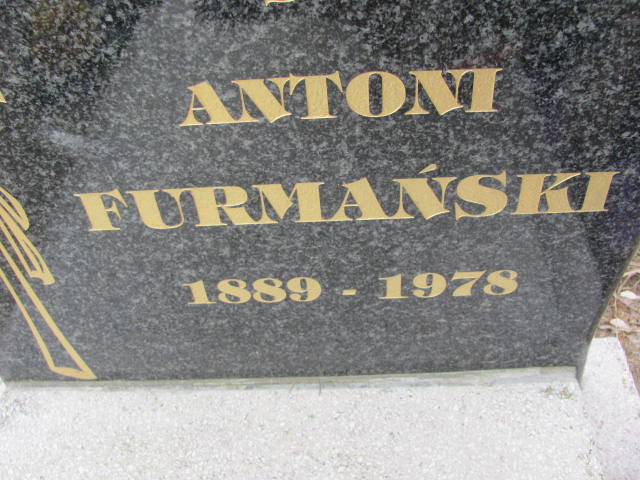 ANTONI
FURMAŃSKI
1889 - 1978